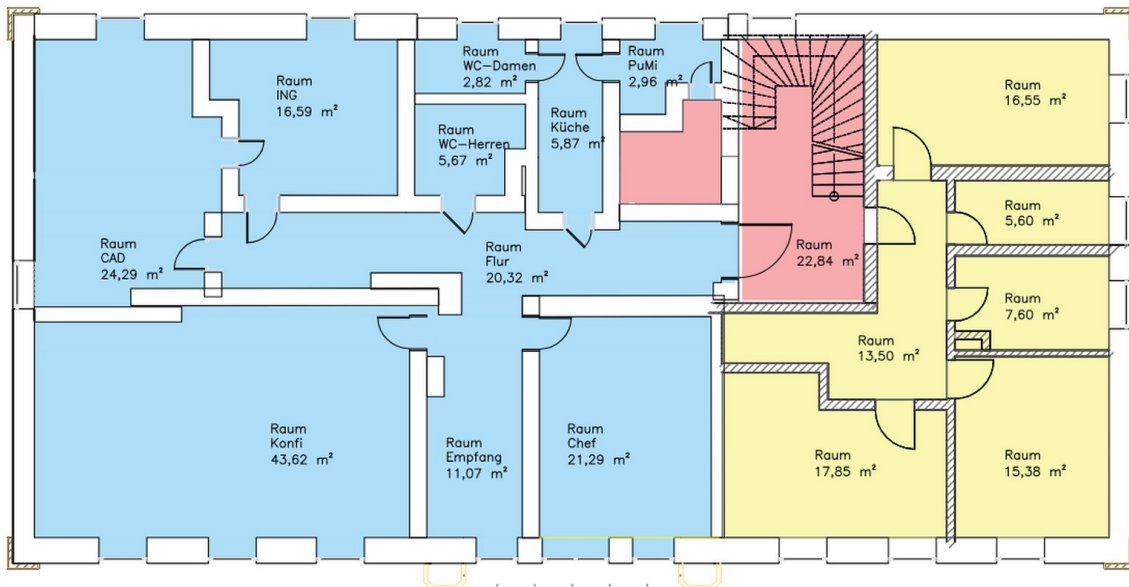 Raum
WC-Damen
2,82 m²
Raum
PuMi
2,96 m²
Raum
ING
16,59 m²
Raum
16,55 m²
Raum
Küche
5,87 m²
Raum
WC-Herren
5,67 m²
Raum
5,60 m²
Raum
CAD
24,29 m²
Raum
Flur
20,32 m²
Raum
22,84 m²
Raum
7,60 m²
Raum
13,50 m²
Raum
Konfi
43,62 m²
Raum
Empfang
11,07 m²
Raum
Chef
21,29 m²
Raum
17,85 m²
Raum
15,38 m²